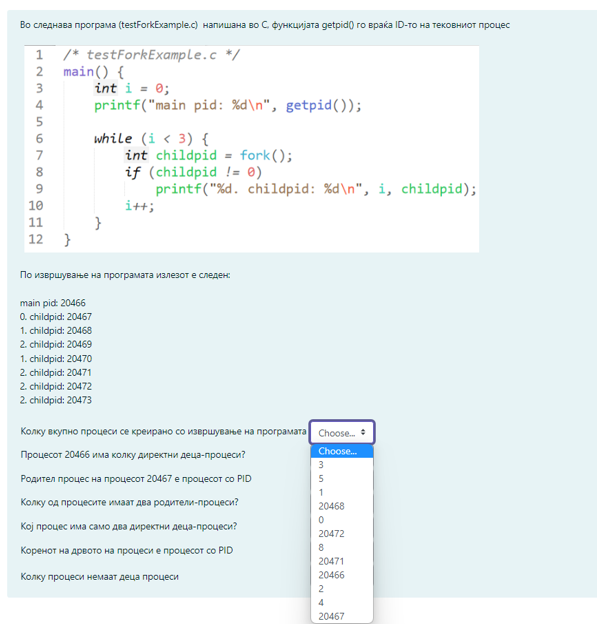 Во следнава програма (testForkExample.c) напишана во C, функцијата getpid() го враќа ID-то на тековниот процес
1 /* testForkExample.c */
2 main() {
3 int i = 0;
4 printf("main pid: %d\n", getpid());
5
6 while (i < 3) {
7 int childpid = fork();
8 if (childpid != 0)
9 printf("%d. childpid: %d\n", i, childpid);
10 i++;
11 }
12 }
По извршување на програмата излезот е следен:
main pid: 20466
0. childpid: 20467
1. childpid: 20468
2. childpid: 20469
1. childpid: 20470
2. childpid: 20471
2. childpid: 20472
2. childpid: 20473
Колку вкупно процеси се креирано со извршување на програмата Choose...
Процесот 20466 има колку директни деца-процеси?
Родител процес на процесот 20467 е процесот со PID
Колку од процесите имаат два родители-процеси?
Кој процес има само два директни деца-процеси?
Коренот на дрвото на процеси е процесот со PID
Колку процеси немаат деца процеси
Choose...
3
5
1
20468
0
20472
8
20471
20466
2
4
20467